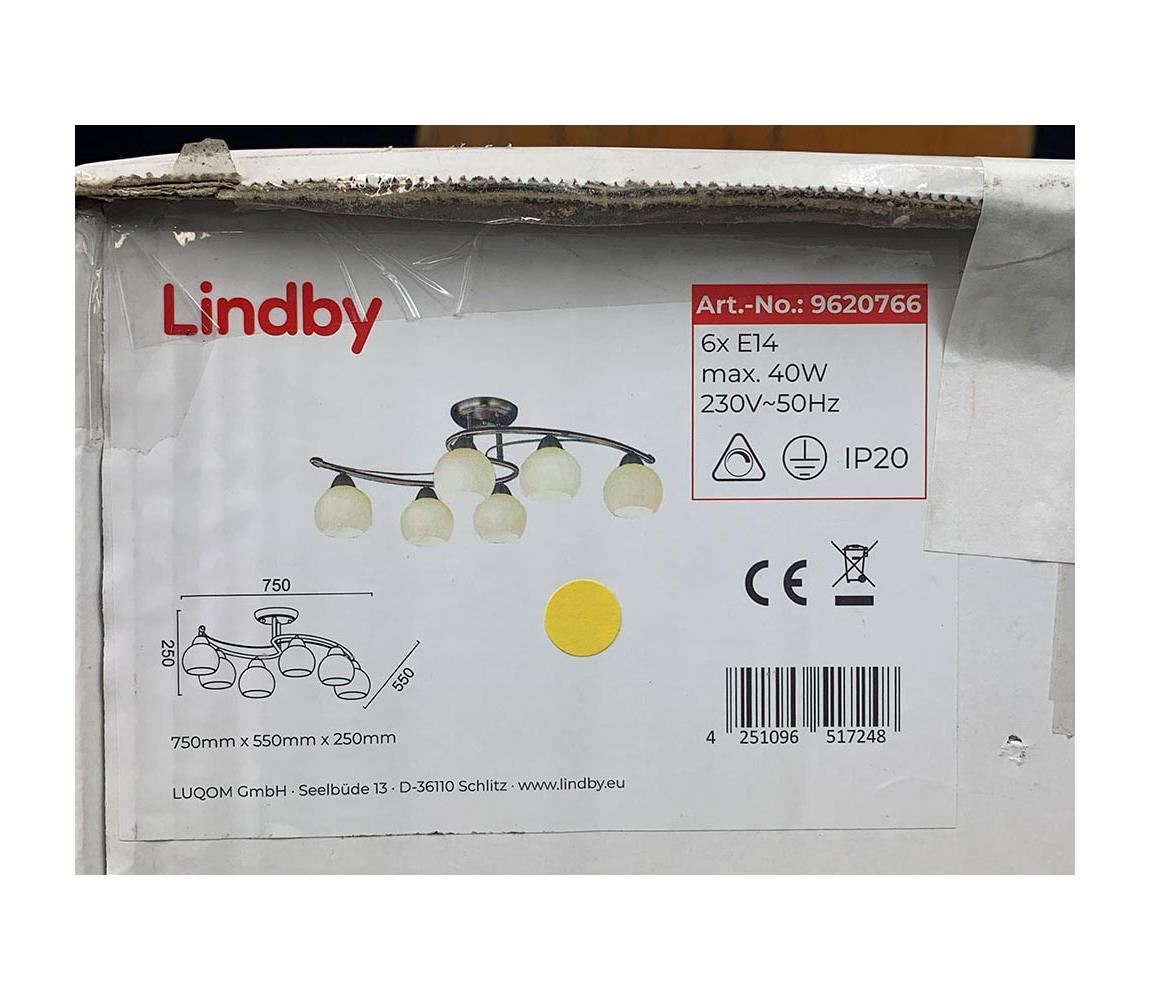 Lindby
Art.-No.: 9620766
6x E14
max. 40W
230V~50Hz
IP20
750
250
550
CE
4 251096 517248
750mm x 550mm x 250mm
LUQOM GmbH · Seelbüde 13 · D-36110 Schlitz · www.lindby.eu